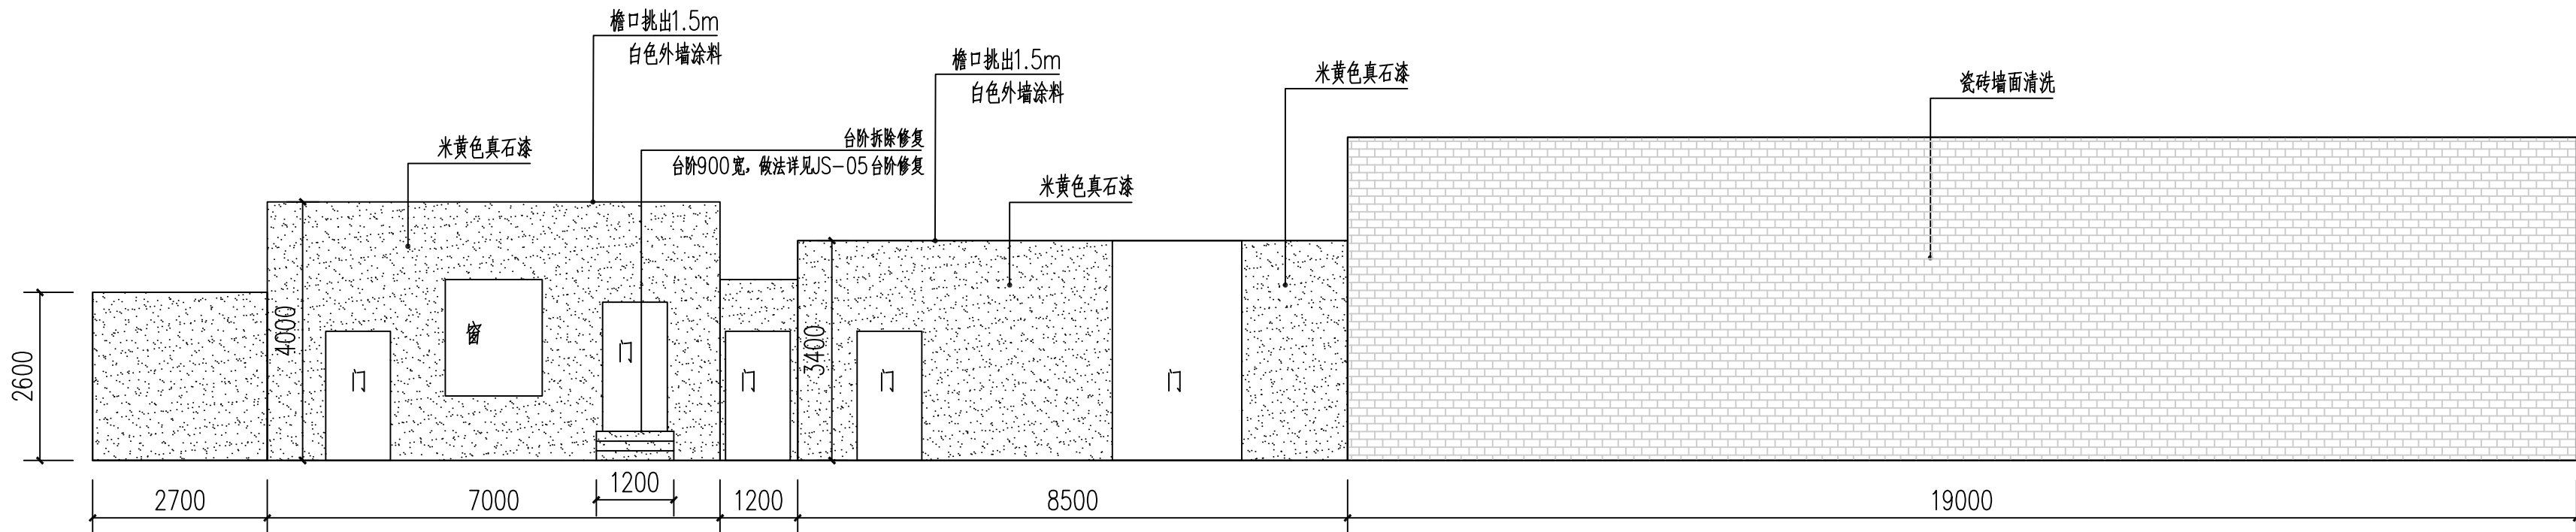 檐口挑出1.5m
白色外墙涂料
檐口挑出1.5m
白色外墙涂料
米黄色真石漆
瓷砖墙面清洗
台阶拆除修复
台阶900宽，做法详见JS-05台阶修复
米黄色真石漆
米黄色真石漆
4000
窗
门
3400
2600
门
门
门
门
2700
7000
1200
1200
8500
19000